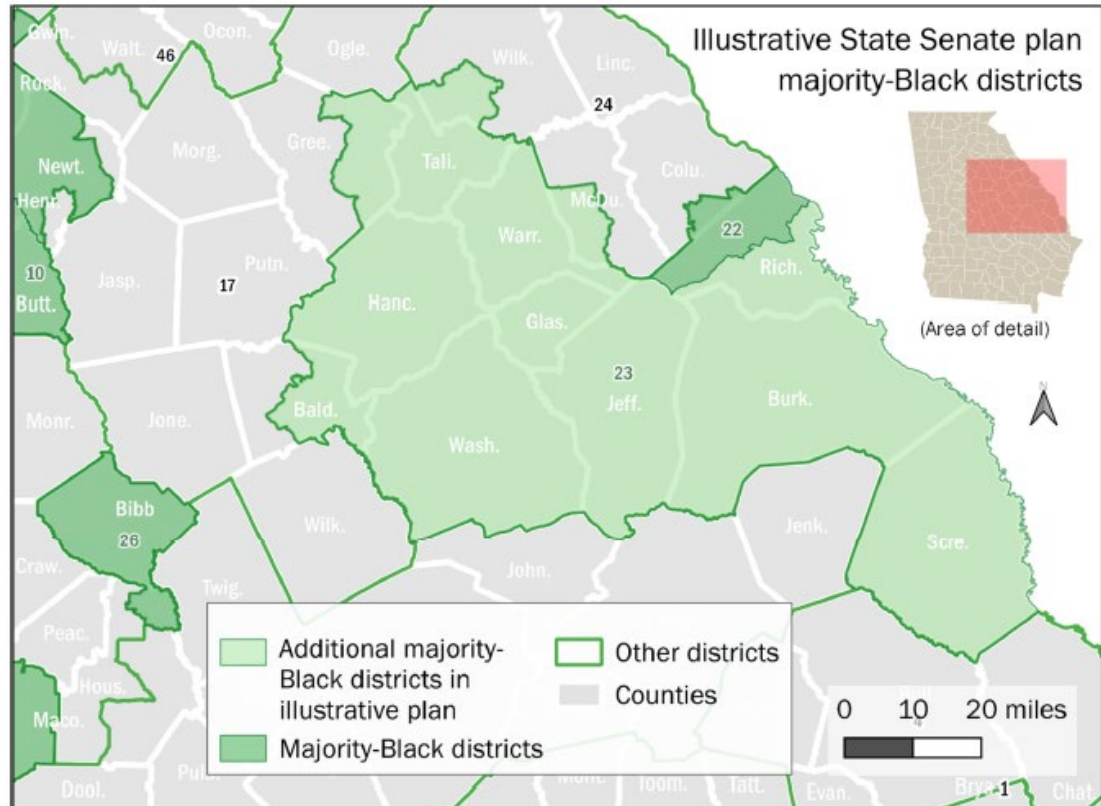 Illustrative State Senate plan
majority-Black districts
(Area of detail)
N
Gwin.
Walt.
46
Ocon.
Ogle.
Wilk.
Linc.
24
Rock.
Morg.
Gree.
Tali.
Colu.
McDu.
Newt.
Henr.
Warr.
22
Rich.
10
Butt.
Jasp.
Putn.
17
Hanc.
Glas.
23
Jeff.
Burk.
Monr.
Jone.
Bald.
Wash.
Bibb
26
Wilk.
Jenk.
Scre.
Craw.
Twig.
John.
Peac.
Hous.
Maco.
Dool.
Pula.
Mont.
Toom.
Tatt.
Evan.
4
Brya.
1
Chat.
Additional majority-
Black districts in
illustrative plan
Majority-Black districts
Other districts
Counties
0 10 20 miles